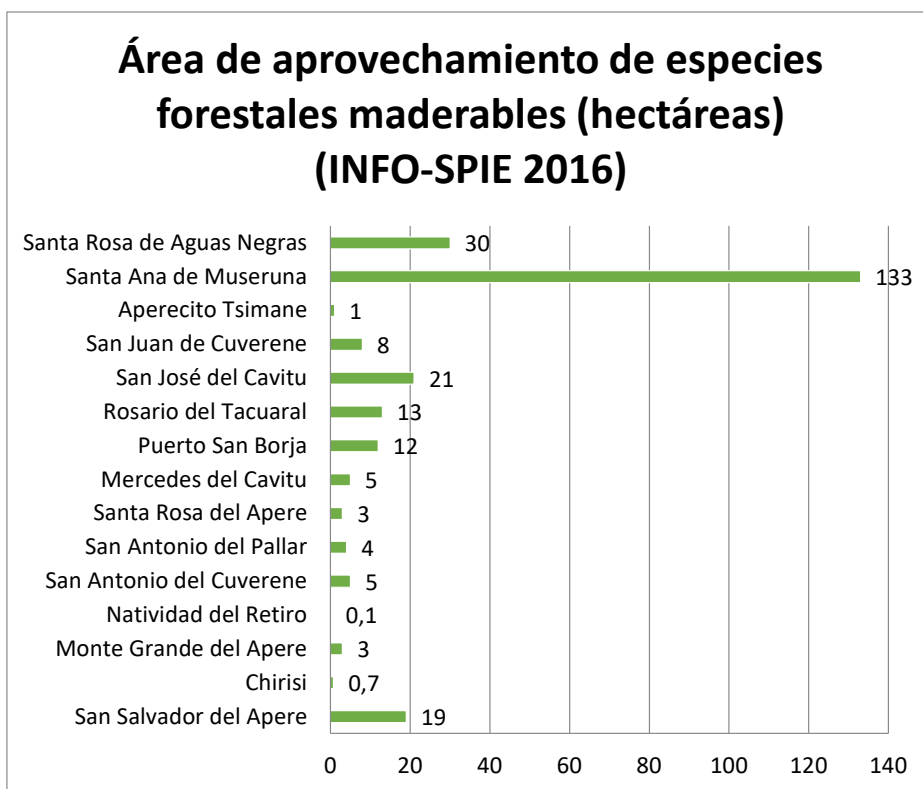 Área de aprovechamiento de especies
forestales maderables (hectáreas)
(INFO-SPIE 2016)
Santa Rosa de Aguas Negras 30
Santa Ana de Museruna 133
Aperecito Tsimane 1
San Juan de Cuverene 8
San José del Cavitu 21
Rosario del Tacuaral 13
Puerto San Borja 12
Mercedes del Cavitu 5
Santa Rosa del Apere 3
San Antonio del Pallar 4
San Antonio del Cuverene 5
Natividad del Retiro 0,1
Monte Grande del Apere 3
Chirisi 0,7
San Salvador del Apere 19
0 20 40 60 80 100 120 140